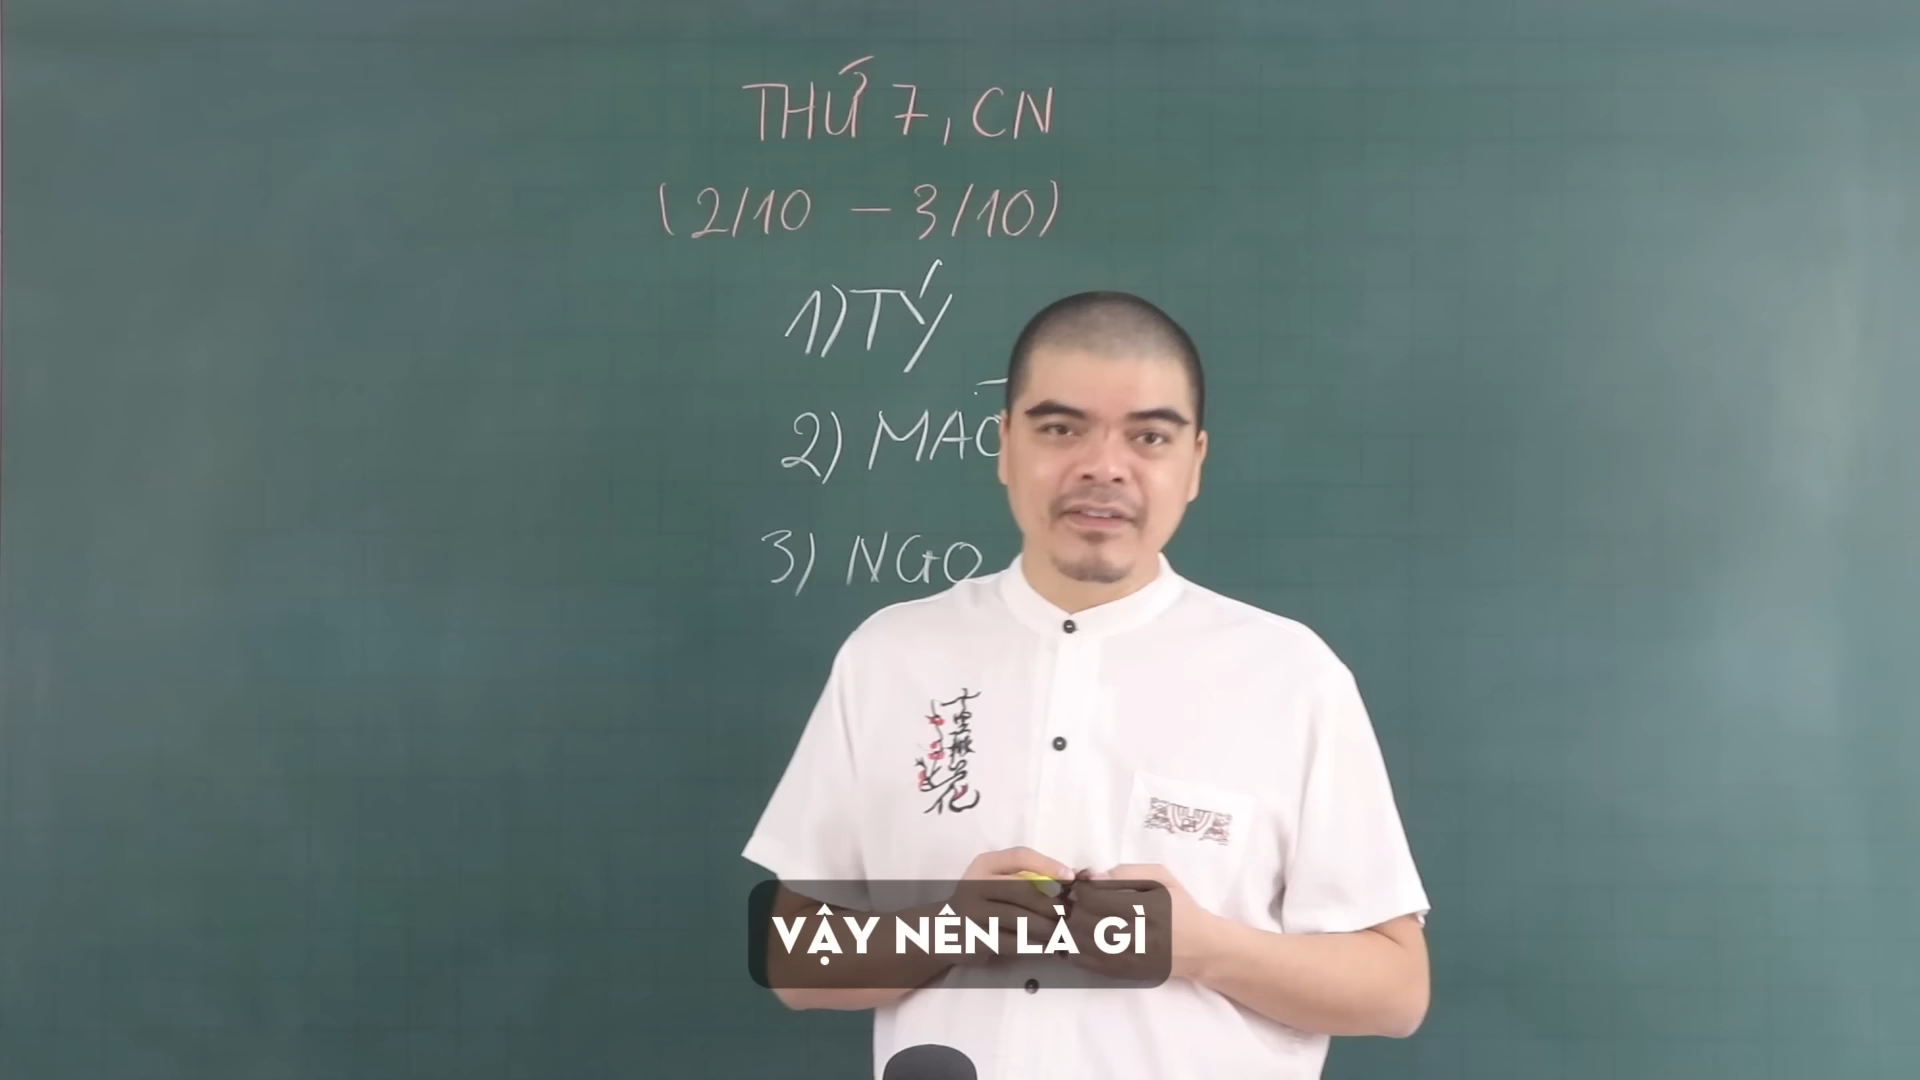 THỨ 7, CN
(2/10 – 3/10)
1) TÝ
2) MÃO
3) NGỌ
VẬY NÊN LÀ GÌ